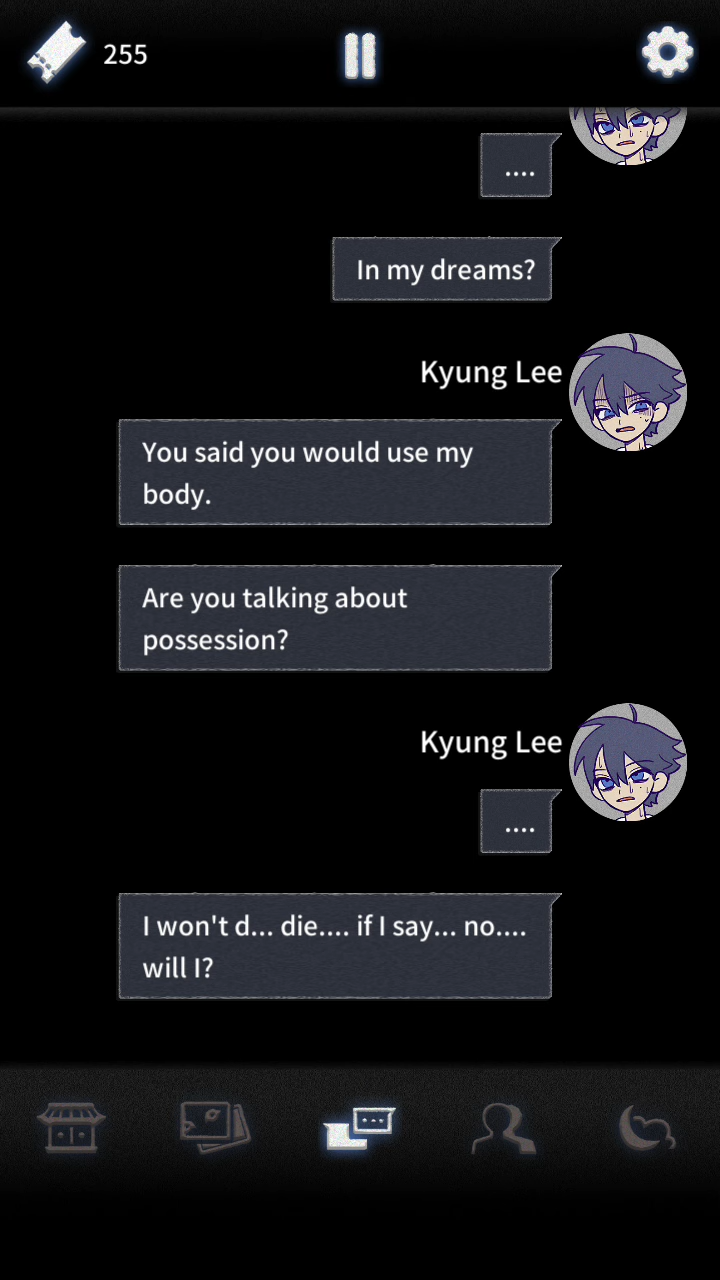 255
....
In my dreams?
Kyung Lee
You said you would use my
body.
Are you talking about
possession?
Kyung Lee
....
I won't d... die.... if I say... no....
will I?